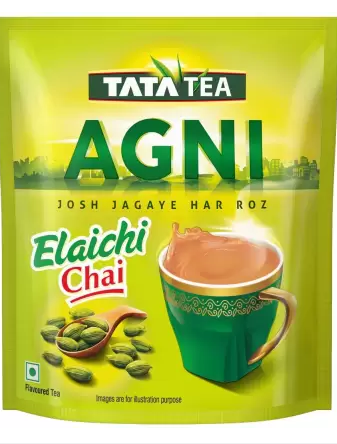 TATA TEA
AGNI
JOSH JAGAYE HAR ROZ
Elaichi
Chai
Flavoured Tea
Images are for illustration purpose